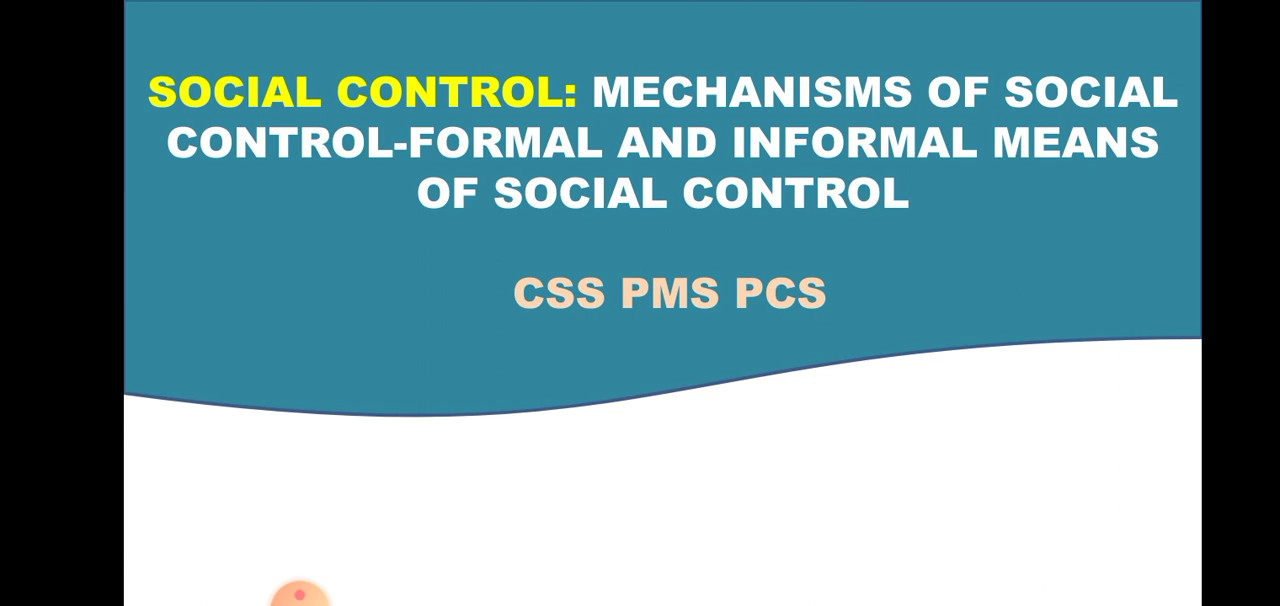 SOCIAL CONTROL: MECHANISMS OF SOCIAL
CONTROL-FORMAL AND INFORMAL MEANS
OF SOCIAL CONTROL
CSS PMS PCS